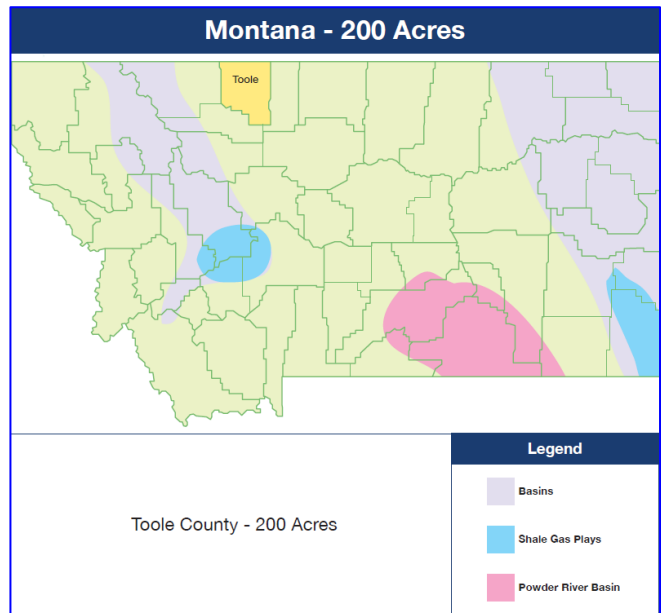 Montana - 200 Acres
Toole
Toole County - 200 Acres
Legend
Basins
Shale Gas Plays
Powder River Basin